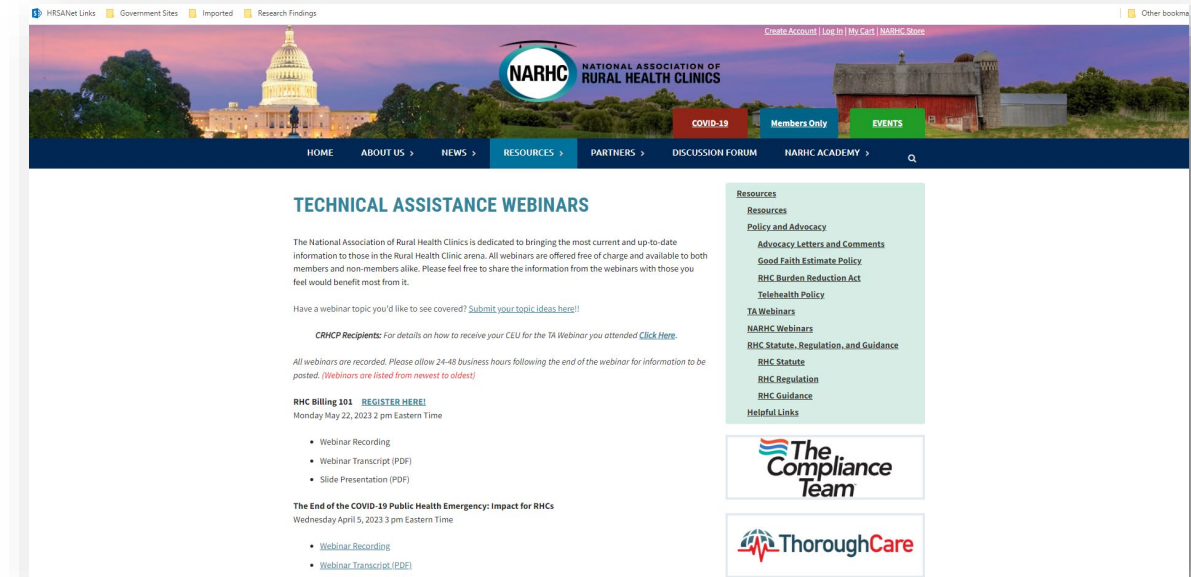 HRSANet Links Government Sites Imported Research Findings Other bookma
Create Account | Log In | My Cart | NARHC Store
NARHC NATIONAL ASSOCIATION OF
RURAL HEALTH CLINICS
COVID-19 Members Only EVENTS
HOME ABOUT US > NEWS > RESOURCES > PARTNERS > DISCUSSION FORUM NARHC ACADEMY >
TECHNICAL ASSISTANCE WEBINARS
The National Association of Rural Health Clinics is dedicated to bringing the most current and up-to-date
information to those in the Rural Health Clinic arena. All webinars are offered free of charge and available to both
members and non-members alike. Please feel free to share the information from the webinars with those you
feel would benefit most from it.
Have a webinar topic you'd like to see covered? Submit your topic ideas here!!
CRHCP Recipients: For details on how to receive your CEU for the TA Webinar you attended Click Here.
All webinars are recorded. Please allow 24-48 business hours following the end of the webinar for information to be
posted. (Webinars are listed from newest to oldest)
RHC Billing 101 REGISTER HERE!
Monday May 22, 2023 2 pm Eastern Time
• Webinar Recording
• Webinar Transcript (PDF)
• Slide Presentation (PDF)
The End of the COVID-19 Public Health Emergency: Impact for RHCs
Wednesday April 5, 2023 3 pm Eastern Time
• Webinar Recording
• Webinar Transcript (PDF)
Resources
Resources
Policy and Advocacy
Advocacy Letters and Comments
Good Faith Estimate Policy
RHC Burden Reduction Act
Telehealth Policy
TA Webinars
NARHC Webinars
RHC Statute, Regulation, and Guidance
RHC Statute
RHC Regulation
RHC Guidance
Helpful Links
The
Compliance
Team
ThoroughCare